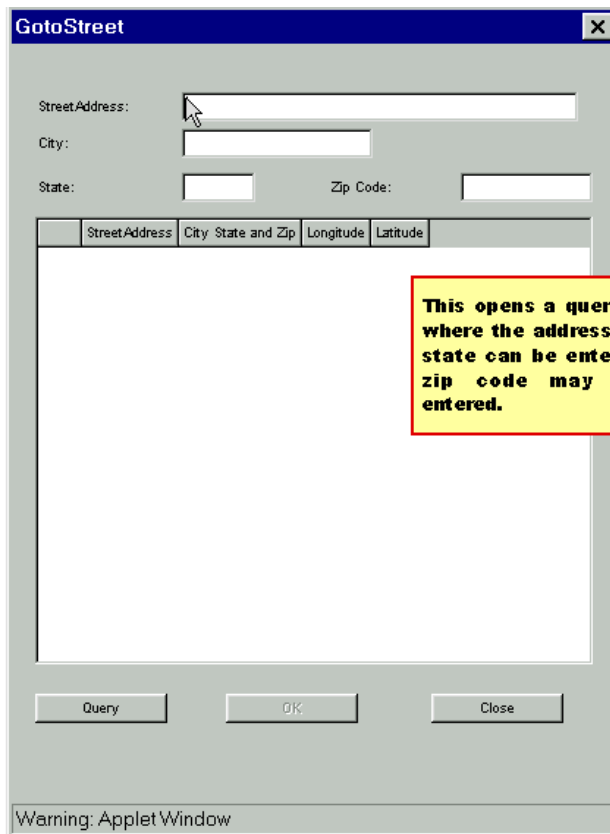 GotoStreet
StreetAddress:
City:
State: Zip Code:
StreetAddress City State and Zip Longitude Latitude
This opens a quer
where the address
state can be ente
zip code may
entered.
Query OK Close
Warning: Applet Window